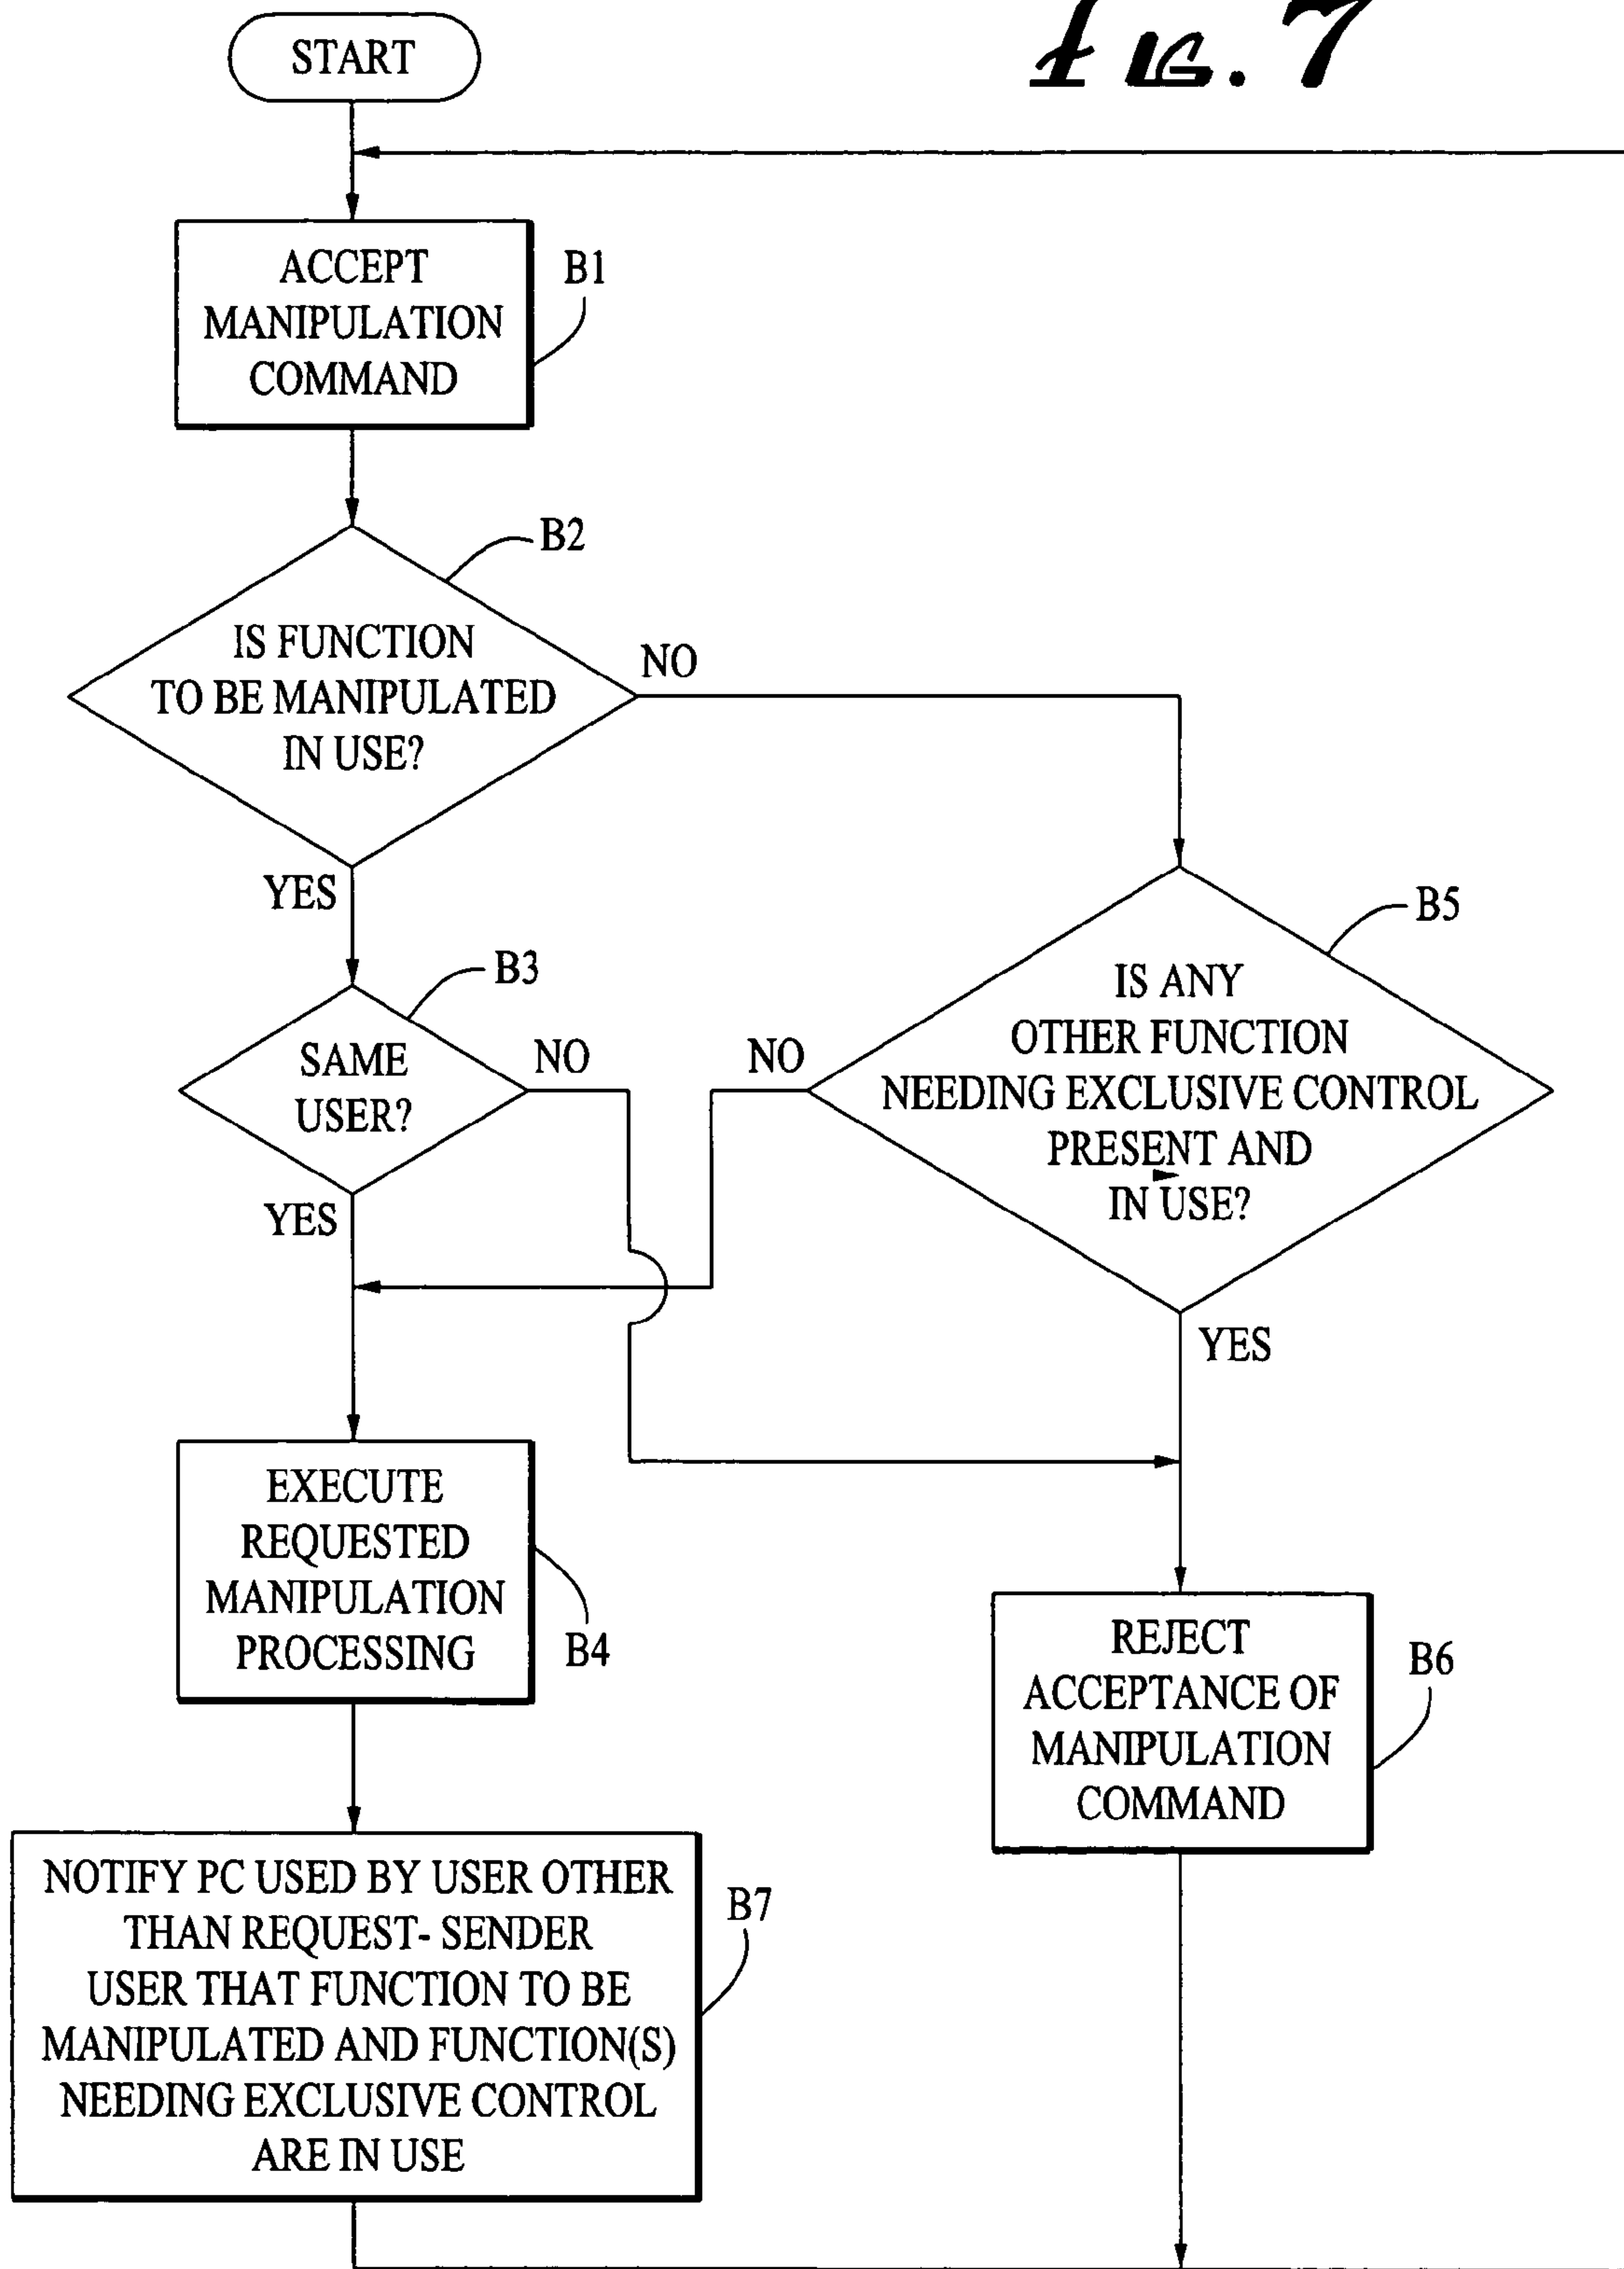 FIG. 7
START
ACCEPT
MANIPULATION
COMMAND
B1
B2
IS FUNCTION
TO BE MANIPULATED
IN USE?
NO
YES
B5
IS ANY
OTHER FUNCTION
NEEDING EXCLUSIVE CONTROL
PRESENT AND
IN USE?
B3
SAME
USER?
NO
NO
YES
YES
EXECUTE
REQUESTED
MANIPULATION
PROCESSING
B4
REJECT
ACCEPTANCE OF
MANIPULATION
COMMAND
B6
NOTIFY PC USED BY USER OTHER
THAN REQUEST- SENDER
USER THAT FUNCTION TO BE
MANIPULATED AND FUNCTION(S)
NEEDING EXCLUSIVE CONTROL
ARE IN USE
B7